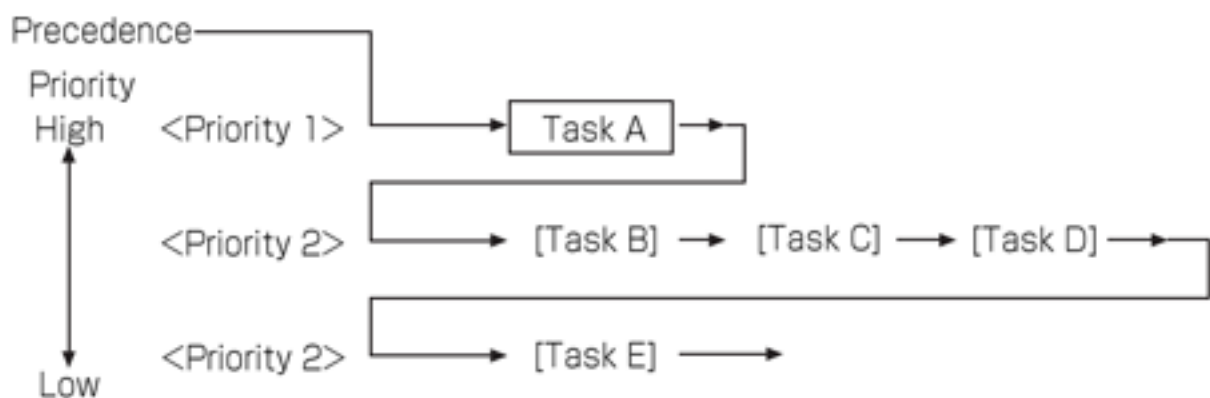 Precedence
Priority
High <Priority 1> Task A
<Priority 2> [Task B] [Task C] [Task D]
<Priority 2> [Task E]
Low